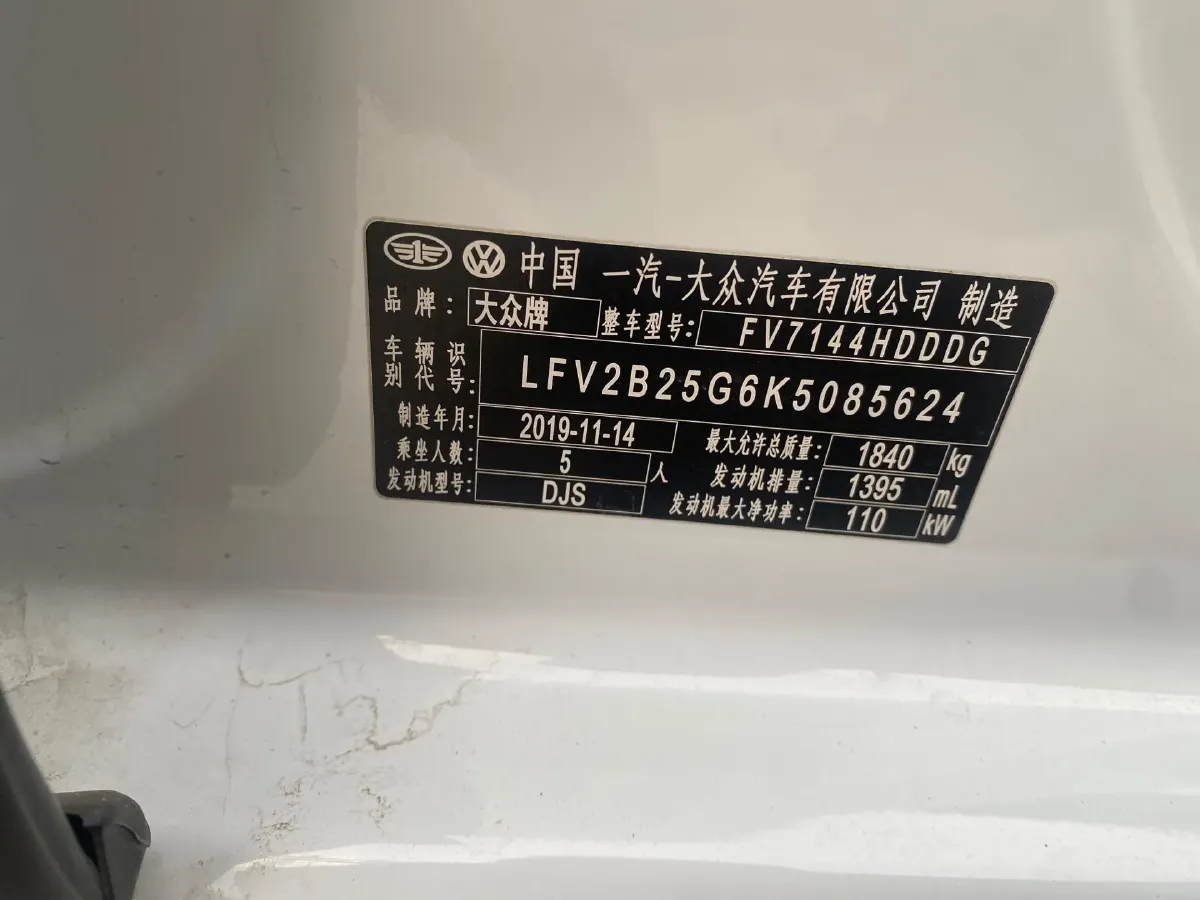 中国 一汽-大众汽车有限公司 制造
品牌: 大众牌 整车型号: FV7144HDDDG
车辆识别代号: LFV2B25G6K5085624
制造年月: 2019-11-14 最大允许总质量: 1840 kg
乘坐人数: 5 人 发动机排量: 1395 mL
发动机型号: DJS 发动机最大净功率: 110 kW